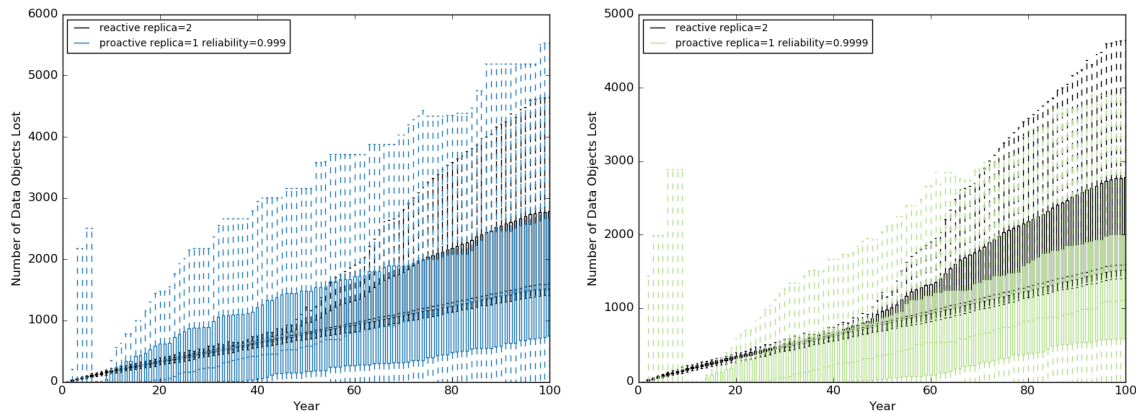 6000
5000
4000
3000
2000
1000
0
Number of Data Objects Lost
reactive replica=2
proactive replica=1 reliability=0.999
0 20 40 60 80 100
Year
5000
4000
3000
2000
1000
0
Number of Data Objects Lost
reactive replica=2
proactive replica=1 reliability=0.9999
0 20 40 60 80 100
Year